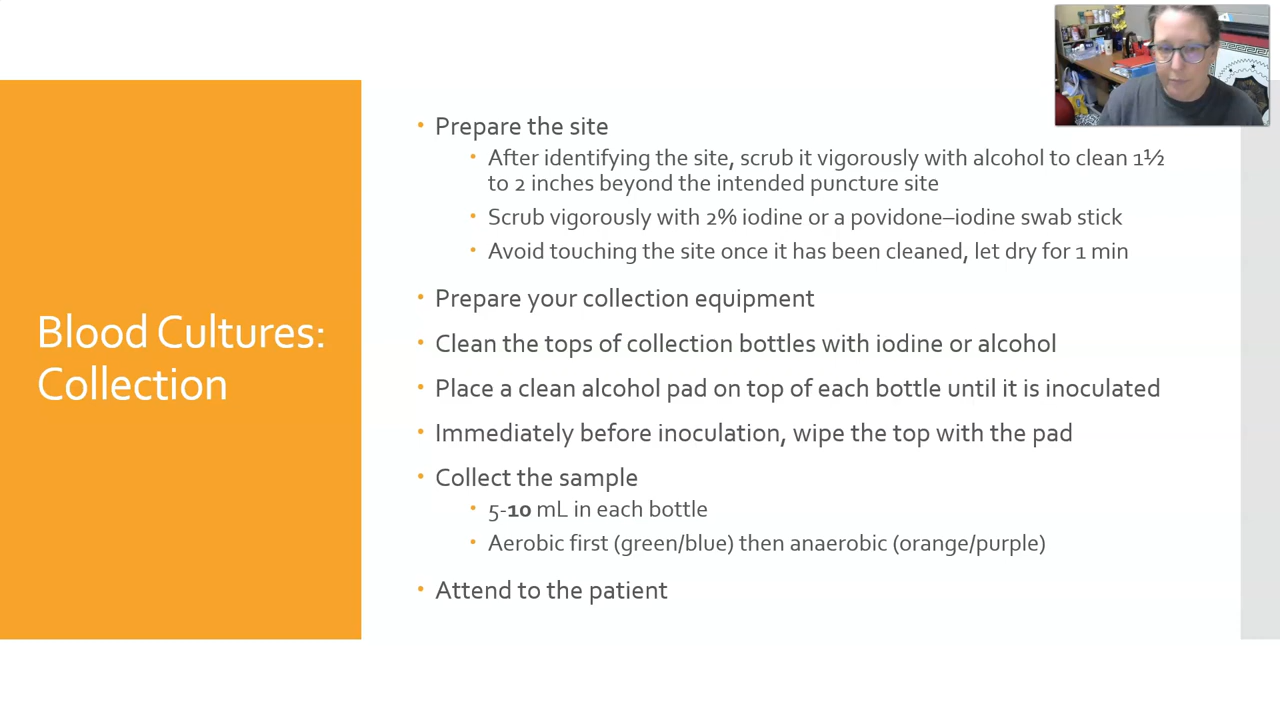 Blood Cultures:
Collection
• Prepare the site
• After identifying the site, scrub it vigorously with alcohol to clean 1½
to 2 inches beyond the intended puncture site
• Scrub vigorously with 2% iodine or a povidone–iodine swab stick
• Avoid touching the site once it has been cleaned, let dry for 1 min
• Prepare your collection equipment
• Clean the tops of collection bottles with iodine or alcohol
• Place a clean alcohol pad on top of each bottle until it is inoculated
• Immediately before inoculation, wipe the top with the pad
• Collect the sample
• 5-10 mL in each bottle
• Aerobic first (green/blue) then anaerobic (orange/purple)
• Attend to the patient